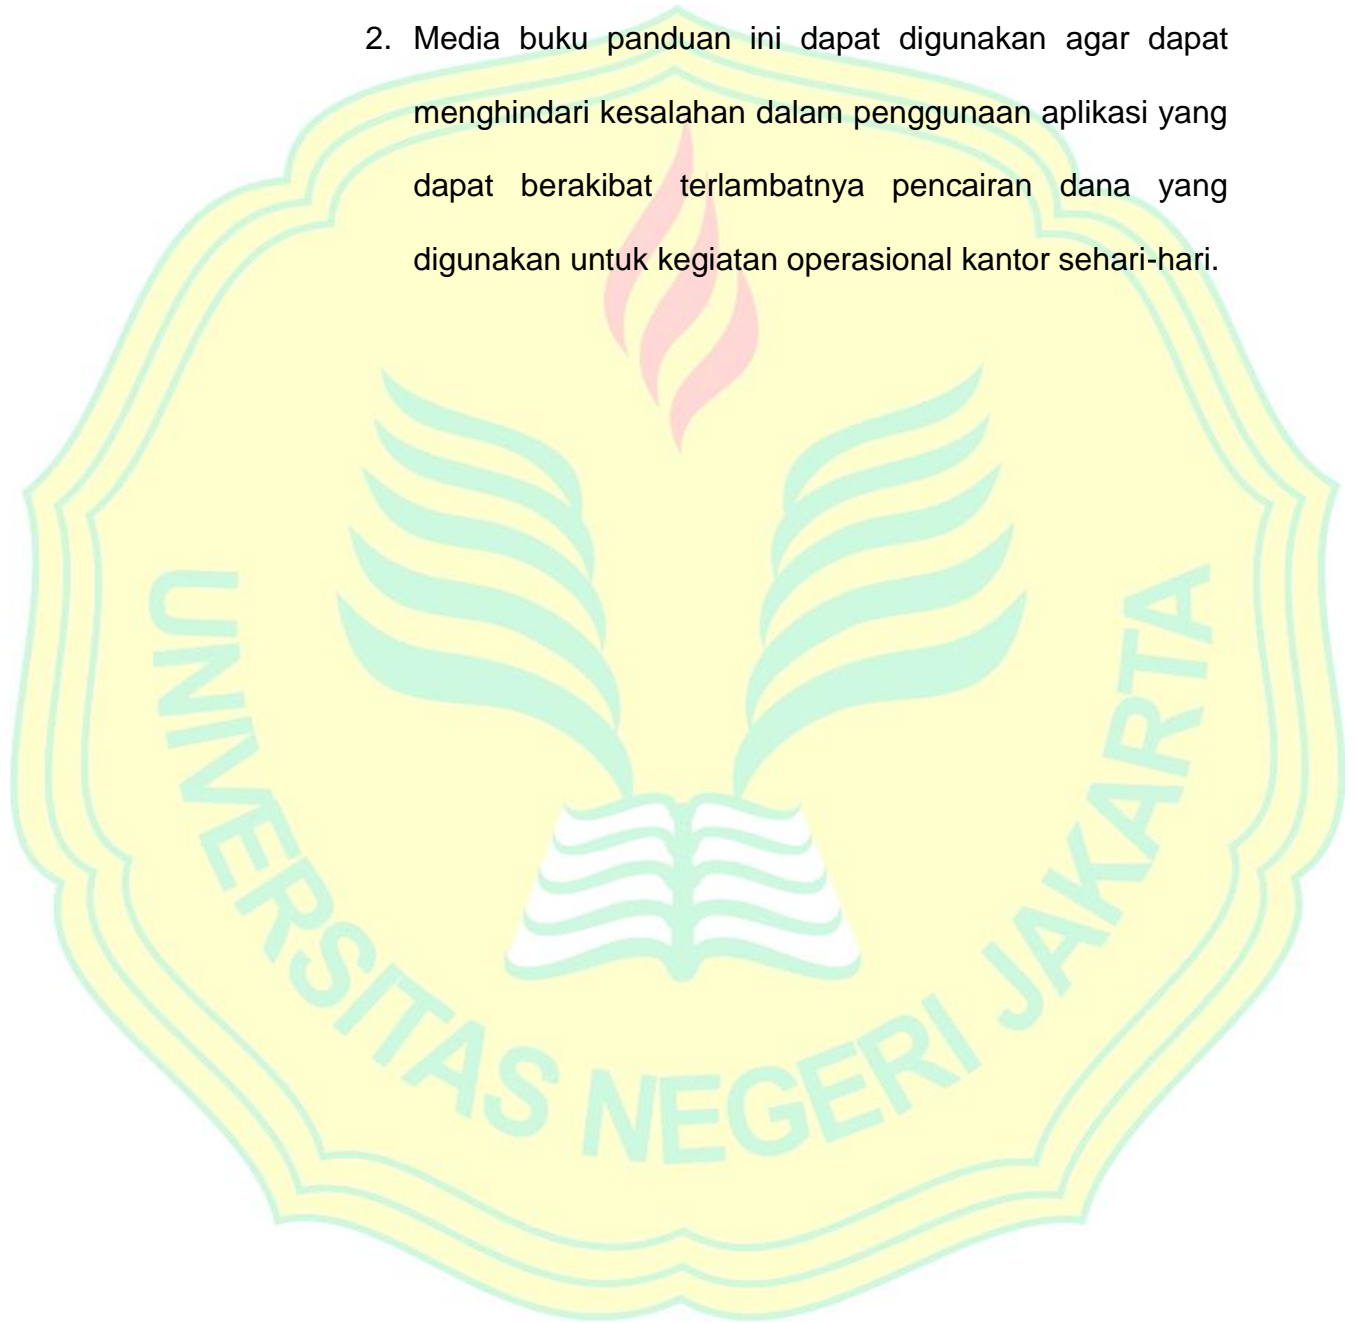 2. Media buku panduan ini dapat digunakan agar dapat
menghindari kesalahan dalam penggunaan aplikasi yang
dapat berakibat terlambatnya pencairan dana yang
digunakan untuk kegiatan operasional kantor sehari-hari.
UNIVERSITAS NEGERI JAKARTA